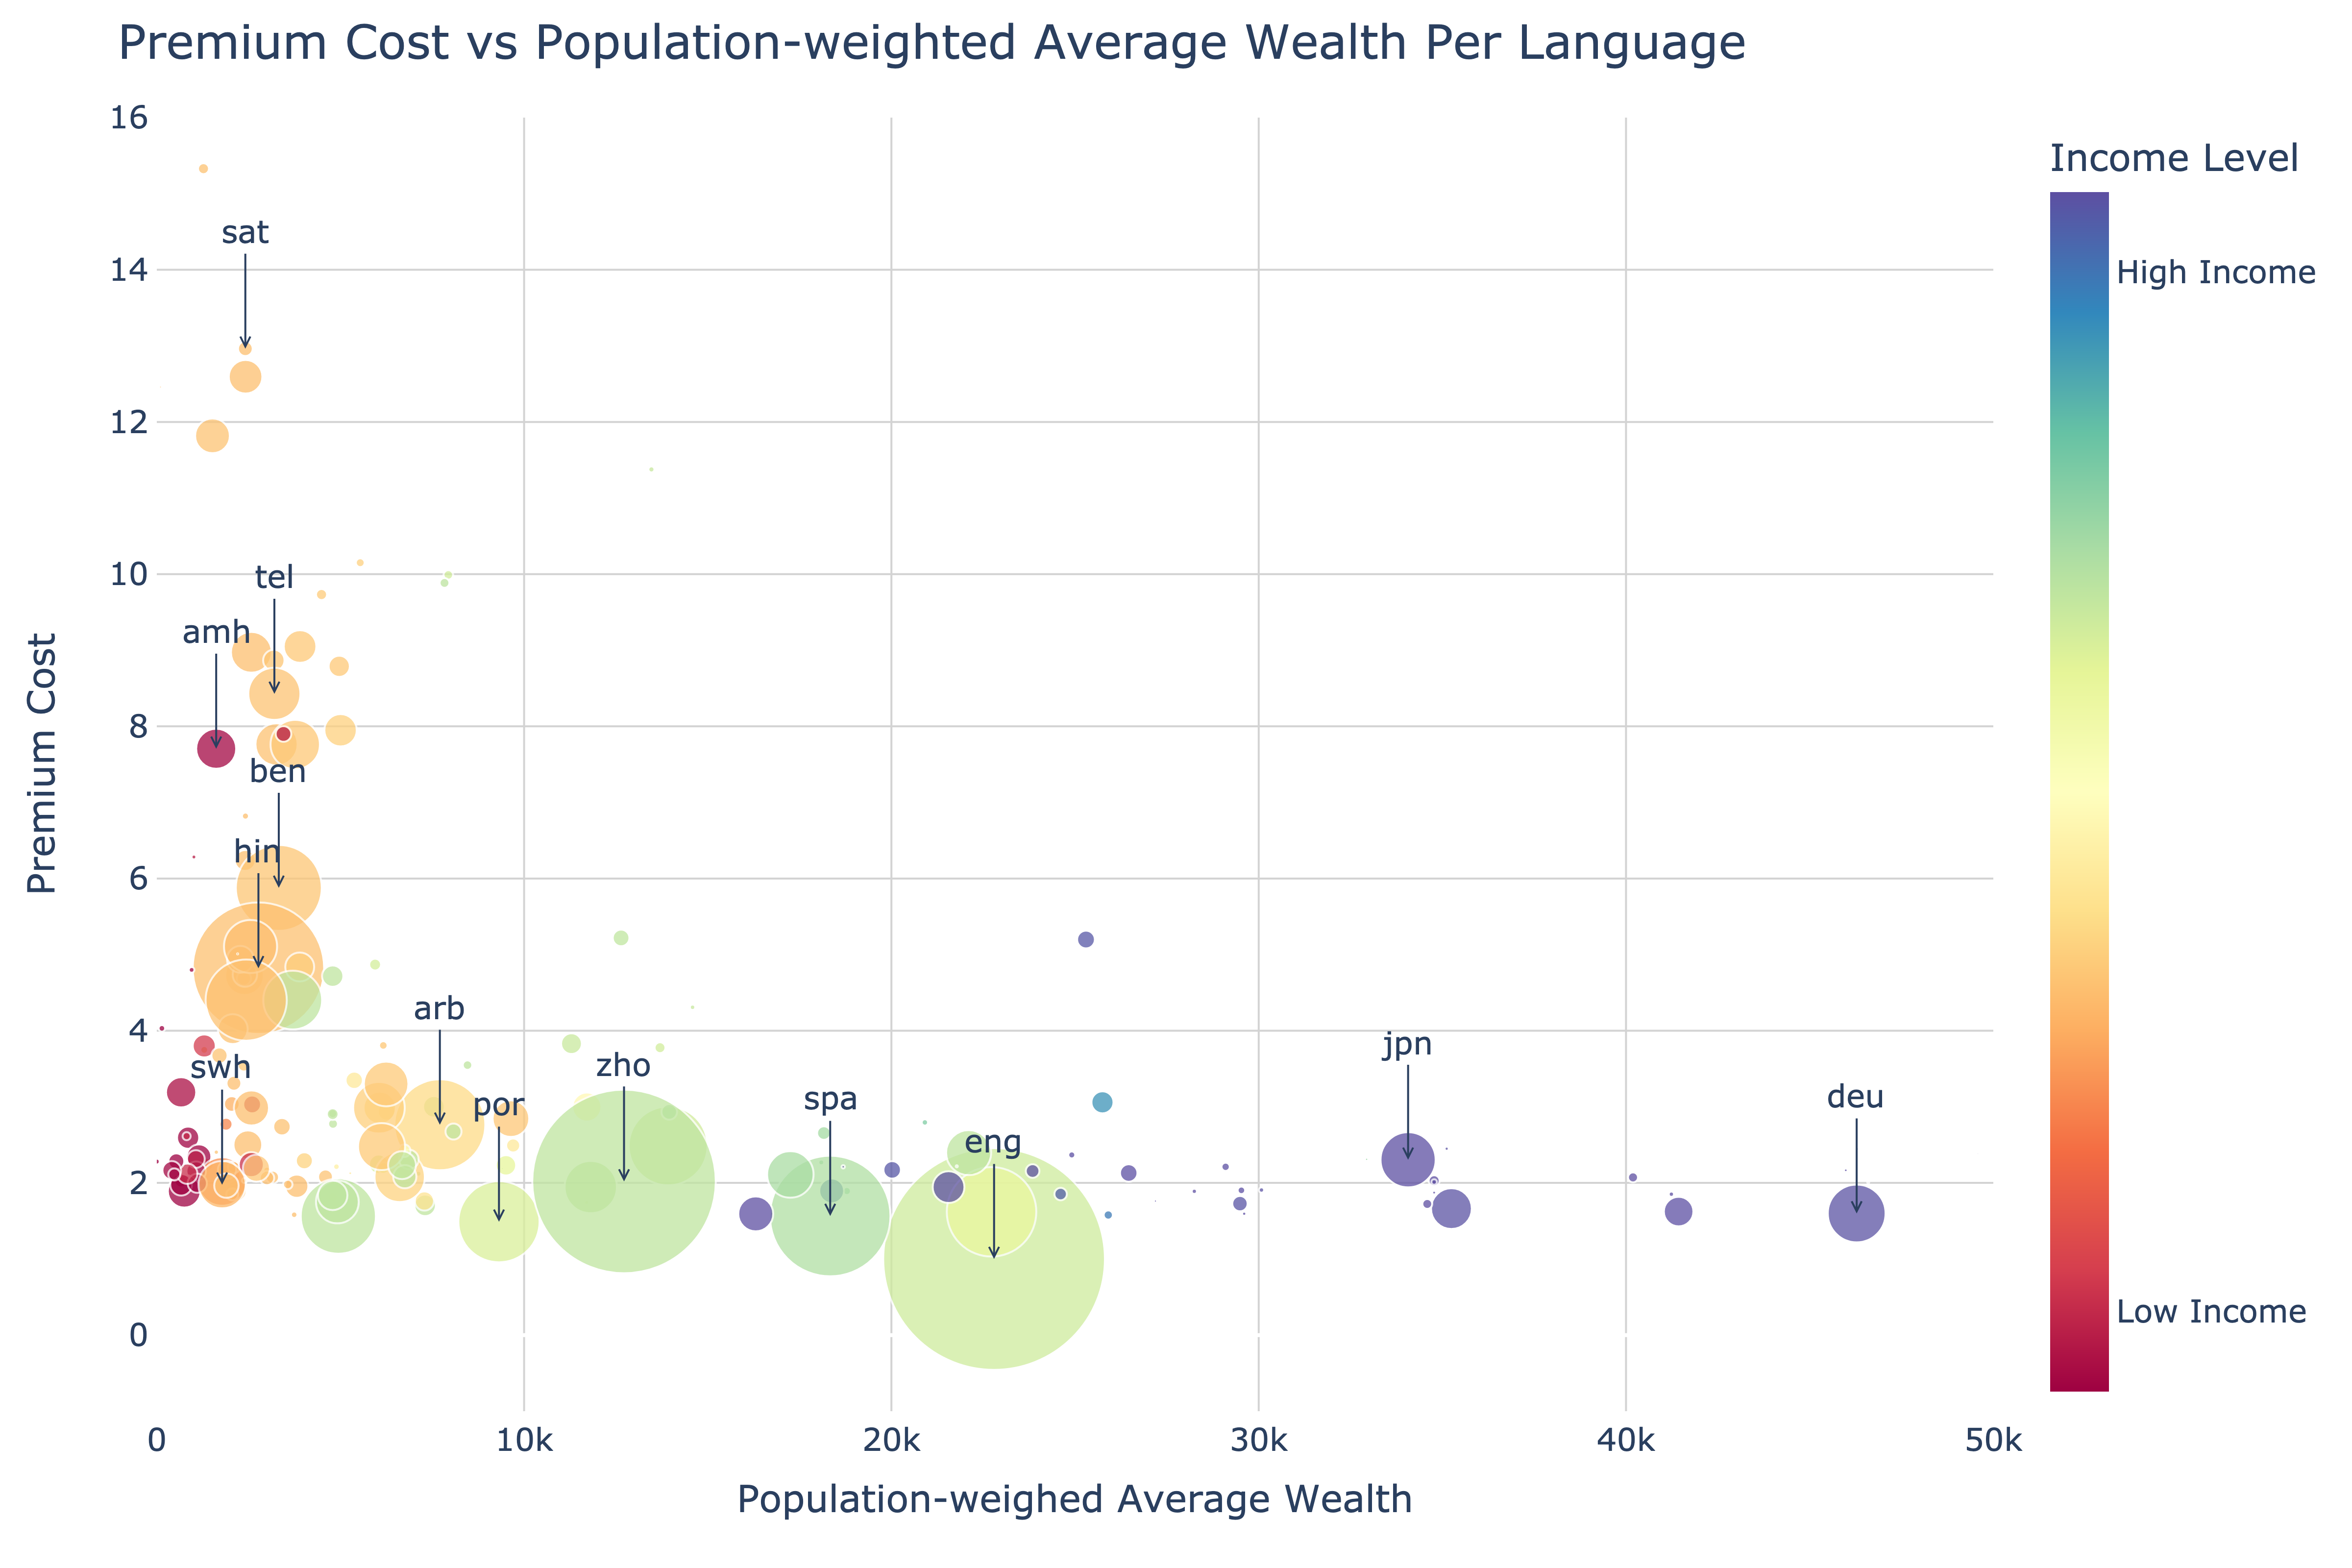 Premium Cost vs Population-weighted Average Wealth Per Language
16
14
12
10
8
6
4
2
0
Premium Cost
sat
tel
amh
ben
hin
arb
swh
por
zho
spa
eng
jpn
deu
0
10k
20k
30k
40k
50k
Population-weighed Average Wealth
Income Level
High Income
Low Income